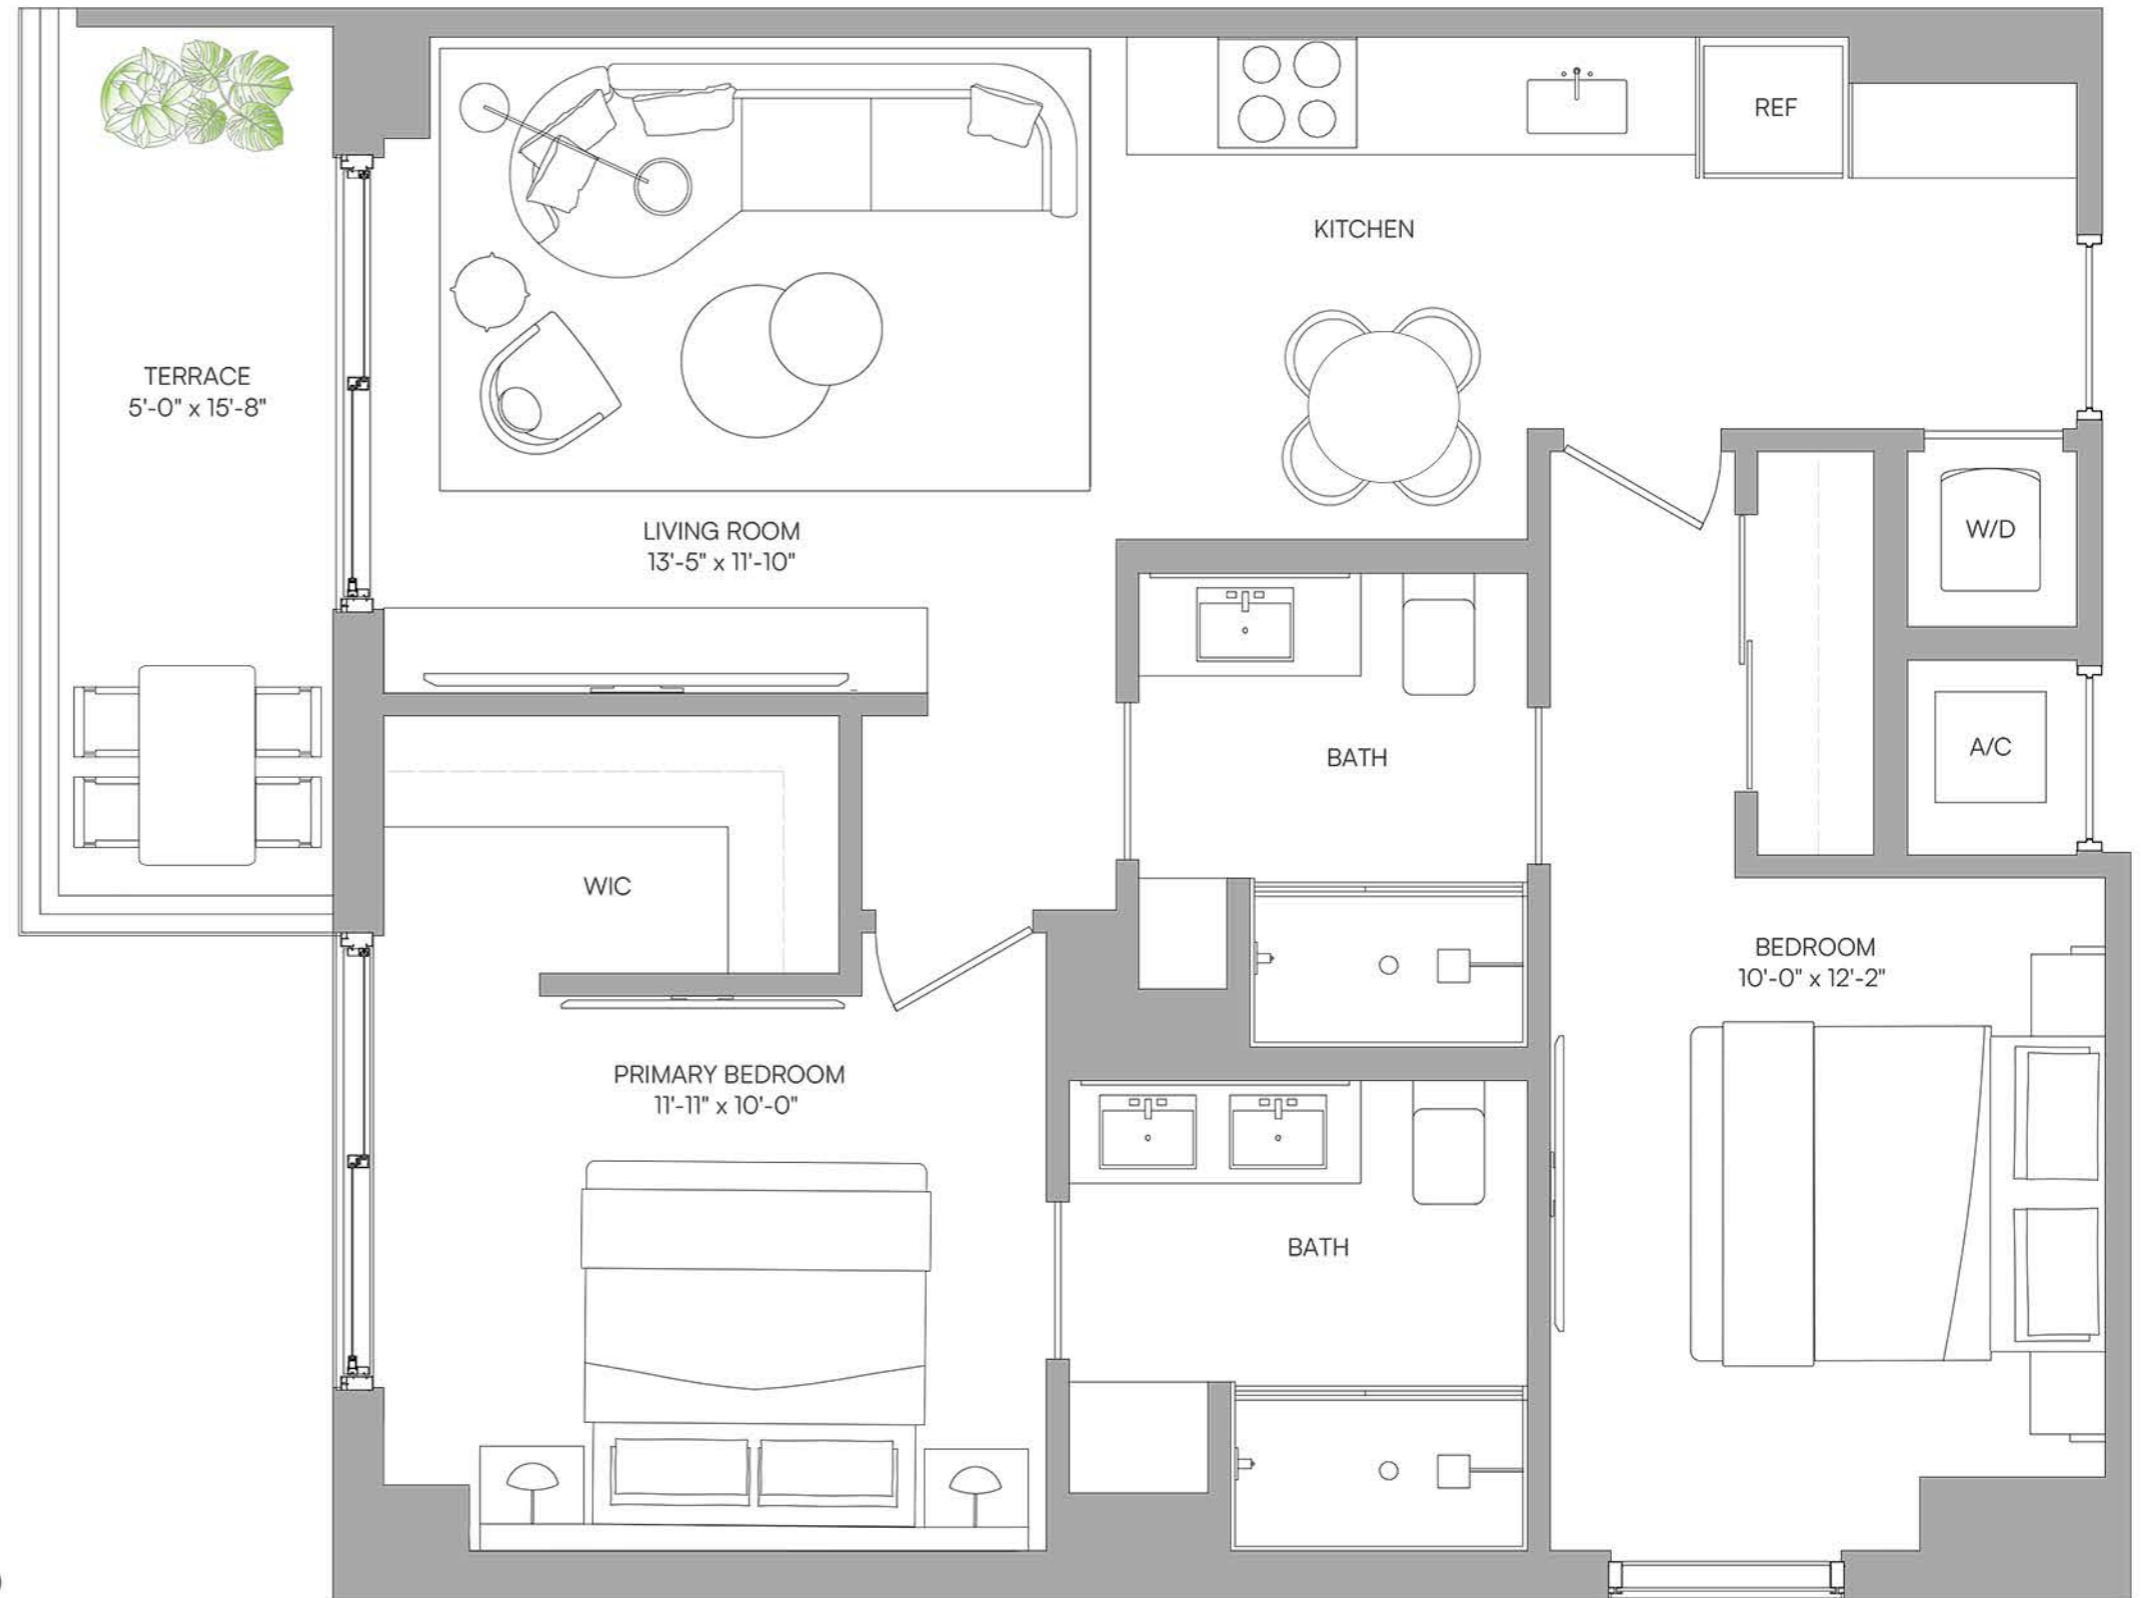 REF
KITCHEN
TERRACE
5'-0" x 15'-8"
LIVING ROOM
13'-5" x 11'-10"
W/D
A/C
BATH
WIC
BEDROOM
10'-0" x 12'-2"
PRIMARY BEDROOM
11'-11" x 10'-0"
BATH